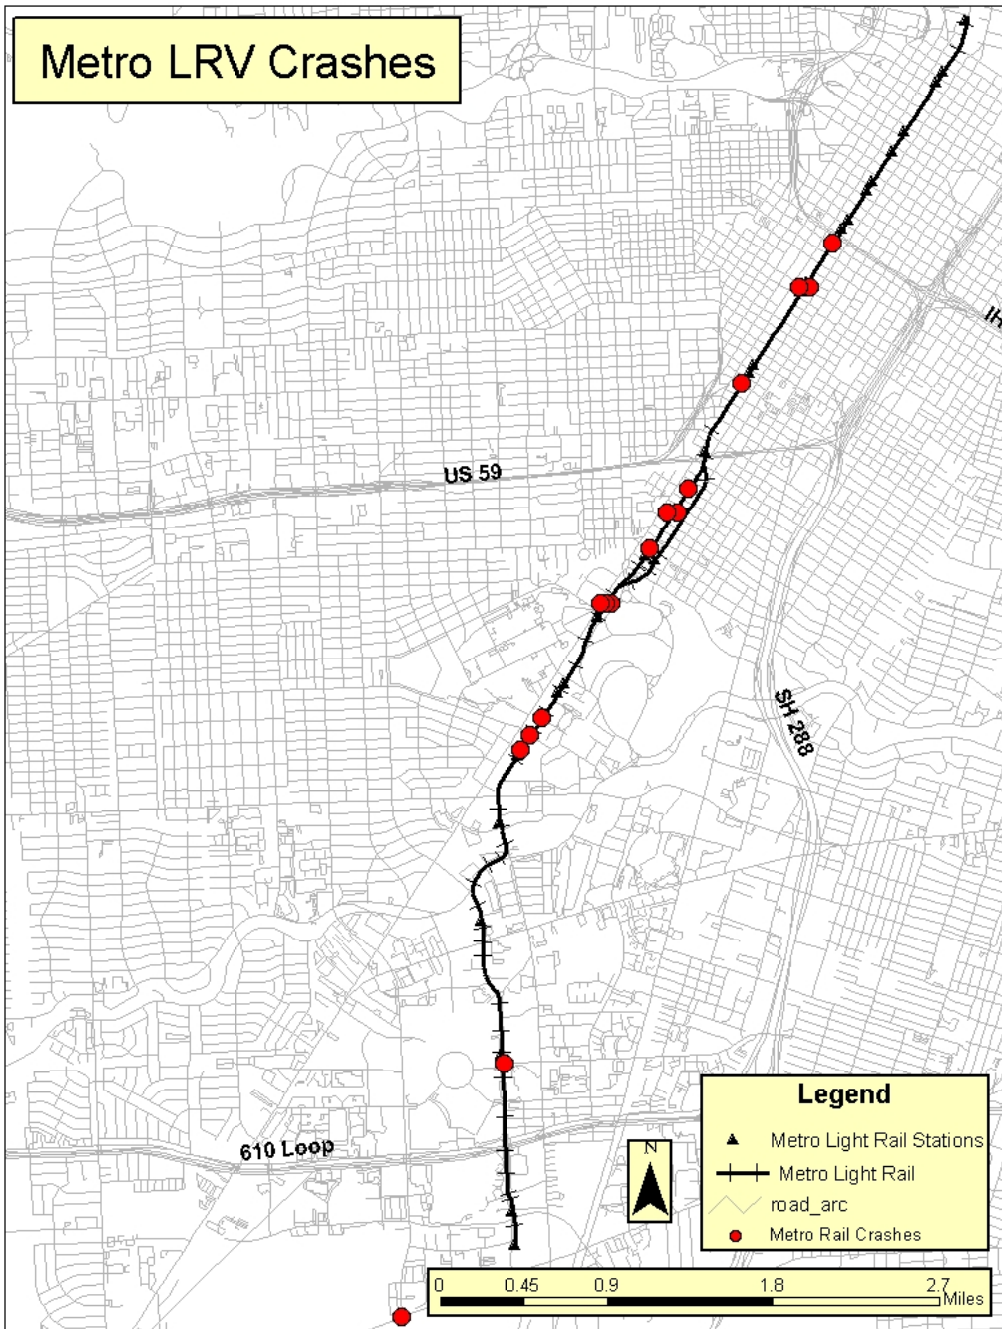 Metro LRV Crashes
IH
US 59
SH 288
610 Loop
N
Legend
Metro Light Rail Stations
Metro Light Rail
road_arc
Metro Rail Crashes
0 0.45 0.9 1.8 2.7
Miles